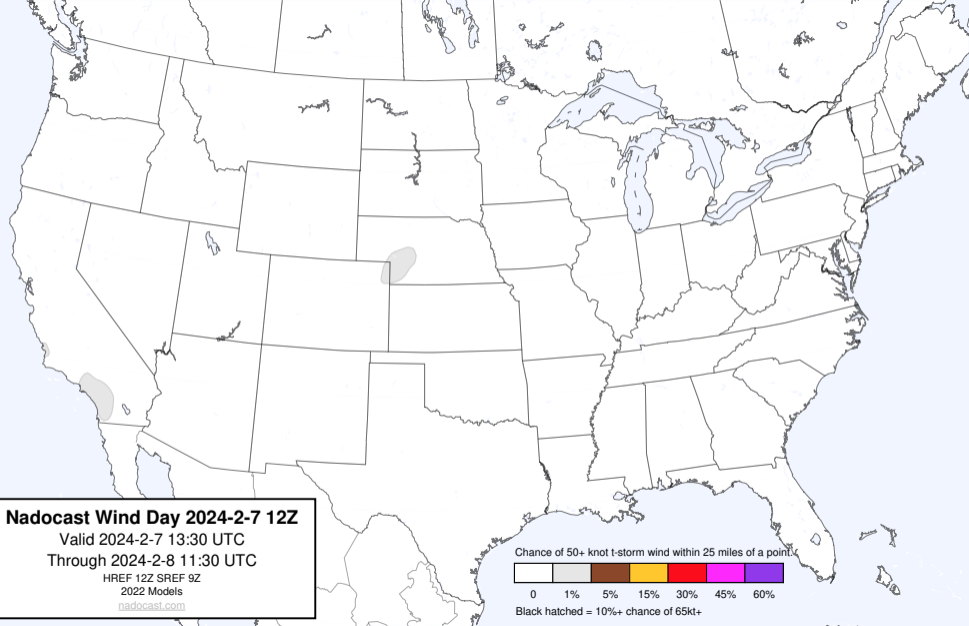 Nadocast Wind Day 2024-2-7 12Z
Valid 2024-2-7 13:30 UTC
Through 2024-2-8 11:30 UTC
HREF 12Z SREF 9Z
2022 Models
nadocast.com
Chance of 50+ knot t-storm wind within 25 miles of a point.
0 1% 5% 15% 30% 45% 60%
Black hatched = 10%+ chance of 65kt+